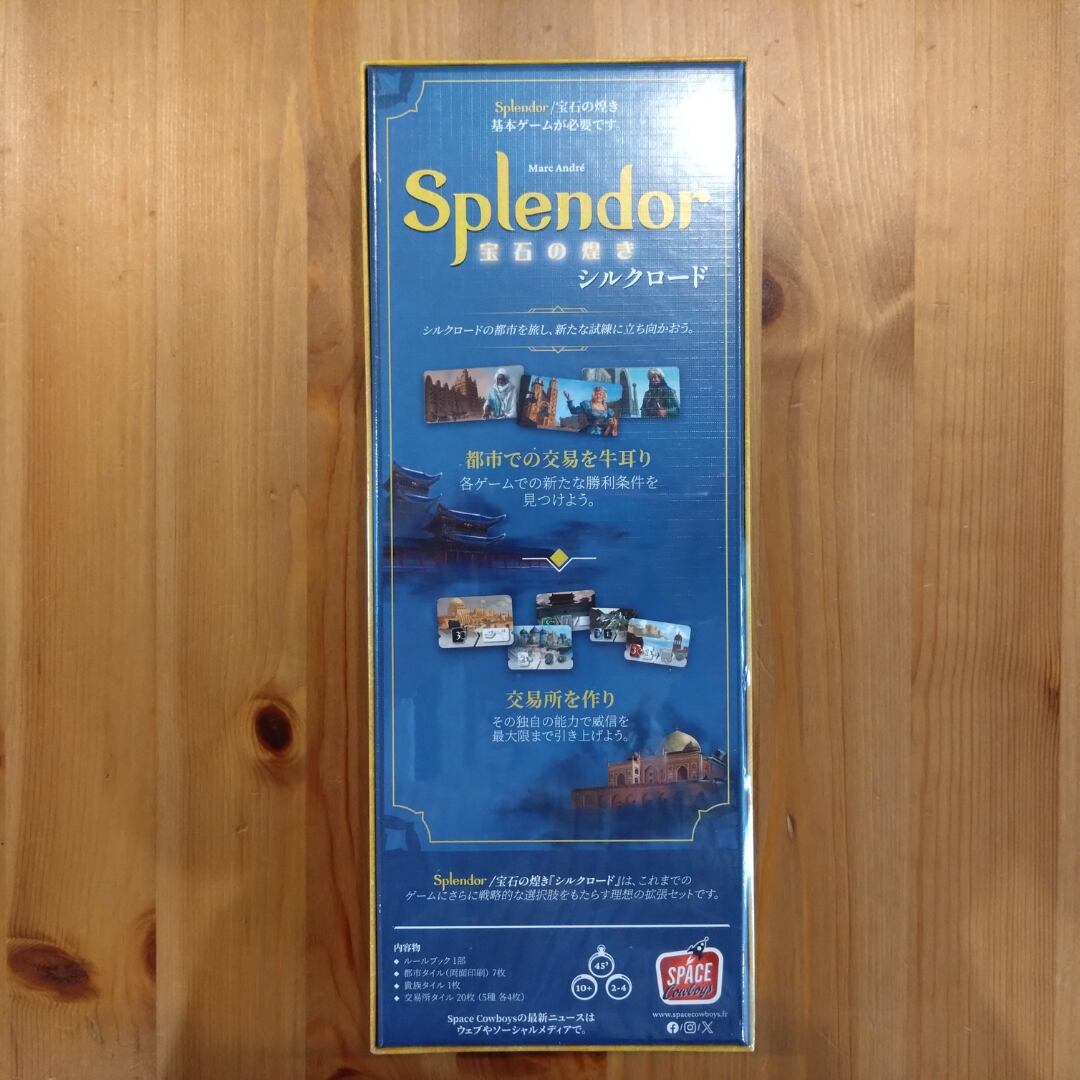 Splendor/宝石の煌き
基本ゲームが必要です。
Marc André
Splendor
宝石の煌き
シルクロード
シルクロードの都市を旅し、新たな試練に立ち向かおう。
都市での交易を牛耳り
各ゲームでの新たな勝利条件を
見つけよう。
交易所を作り
その独自の能力で威信を
最大限まで引き上げよう。
Splendor/宝石の煌き『シルクロード』は、これまでの
ゲームにさらに戦略的な選択肢をもたらす理想の拡張セットです。
内容物
◆ ルールブック 1部
◆ 都市タイル（両面印刷） 7枚
◆ 貴族タイル 1枚
◆ 交易所タイル 20枚（5種 各4枚）
Space Cowboysの最新ニュースは
ウェブやソーシャルメディアで。
45'
10+
2-4
SPACE
Cowboys
www.spacecowboys.fr